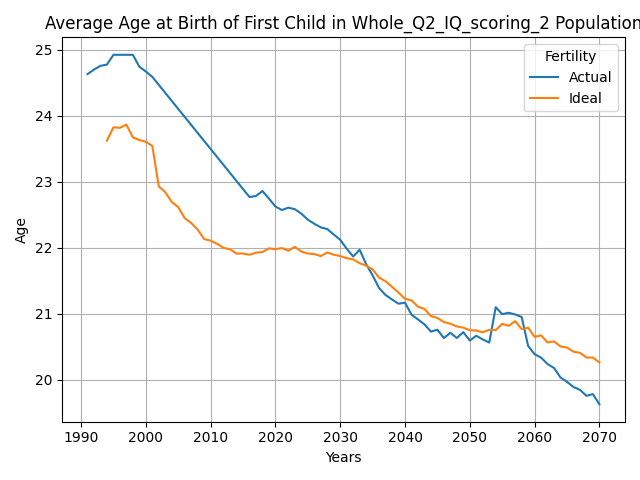 Average Age at Birth of First Child in Whole_Q2_IQ_scoring_2 Population
Fertility
Actual
Ideal
25
24
23
22
21
20
Age
1990 2000 2010 2020 2030 2040 2050 2060 2070
Years